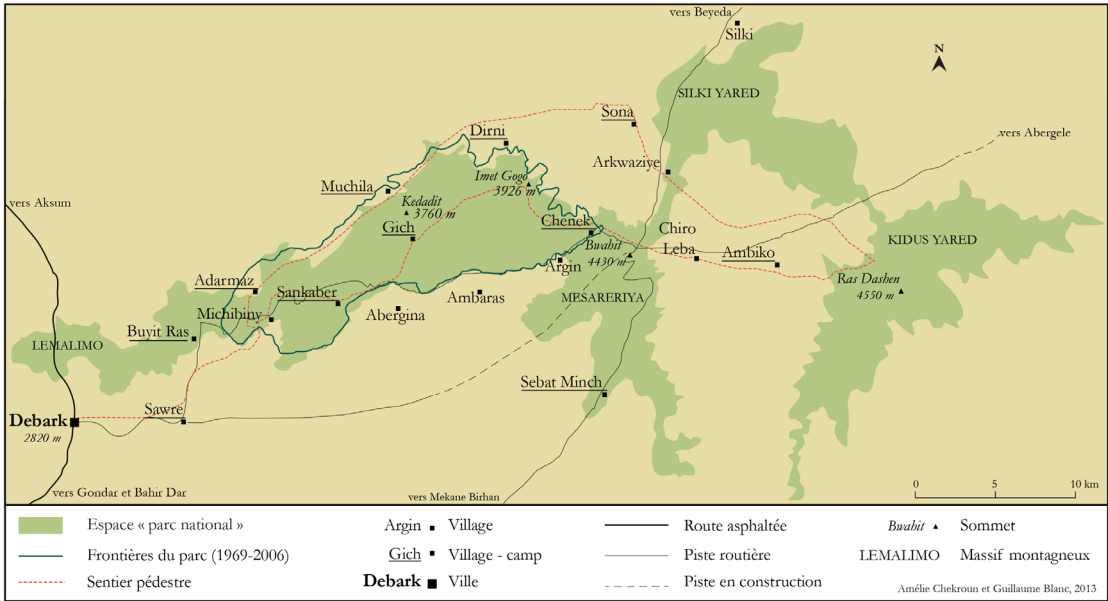 vers Beyeda
Silki
N
SILKI YARED
Sona
vers Abergele
Dirni
Arkwaziye
Imet Gogo
3926 m
Muchila
Kedadit
3760 m
vers Aksum
Gich
Chenek
Chiro
Leba
KIDUS YARED
Bwahit
4430 m
Ambiko
Argin
Ras Dashen
4550 m
Adarmaz
Sankaber
Ambaras
MESARERIYA
Michibiny
Abergina
Buyit Ras
LEMALIMO
Sebat Minch
Sawre
Debark
2820 m
vers Gondar et Bahir Dar
vers Mekane Birhan
0 5 10 km
Espace « parc national »
Frontières du parc (1969-2006)
Sentier pédestre
Argin Village
Gich Village - camp
Debark Ville
Route asphaltée
Piste routière
Piste en construction
Bwahit Sommet
LEMALIMO Massif montagneux
Amélie Chekroun et Guillaume Blanc, 2013